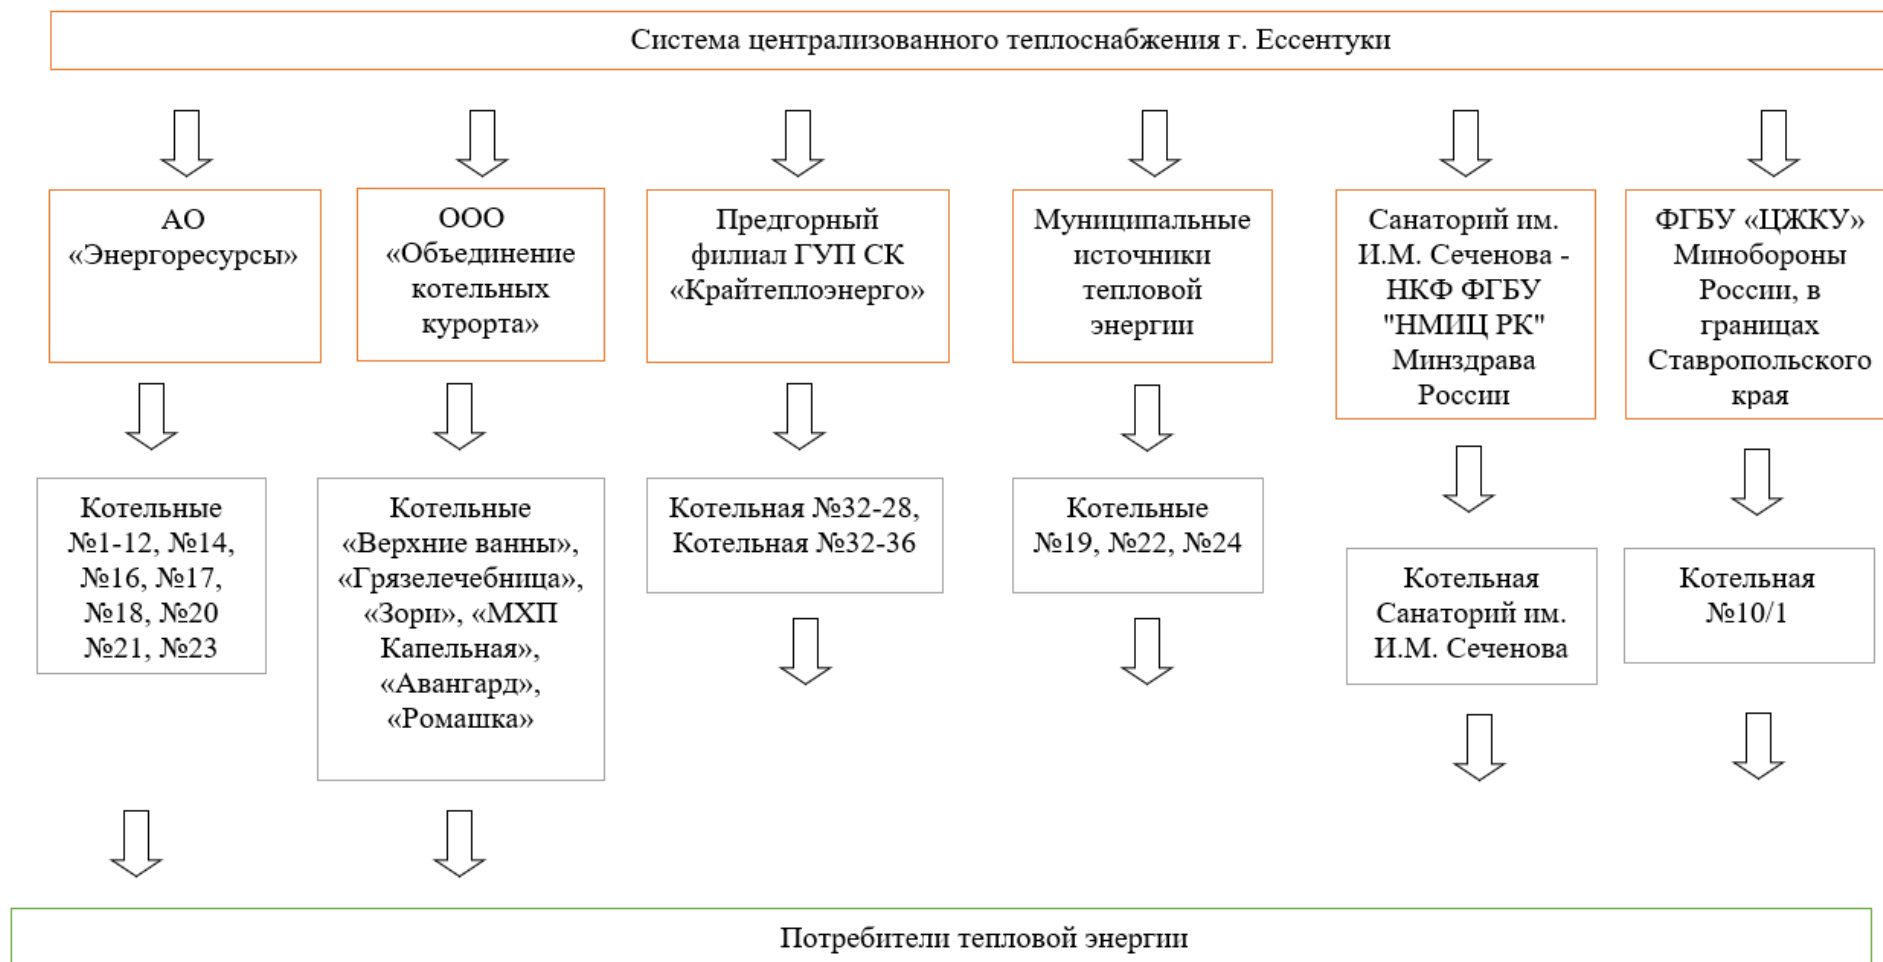 Система централизованного теплоснабжения г. Ессентуки
АО
«Энергоресурсы»
ООО
«Объединение
котельных
курорта»
Предгорный
филиал ГУП СК
«Крайтеплоэнерго»
Муниципальные
источники
тепловой
энергии
Санаторий им.
И.М. Сеченова -
НКФ ФГБУ
"НМИЦ РК"
Минздрава
России
ФГБУ «ЦЖКУ»
Минобороны
России, в
границах
Ставропольского
края
Котельные
№1-12, №14,
№16, №17,
№18, №20
№21, №23
Котельные
«Верхние ванны»,
«Грязелечебница»,
«Зори», «МХП
Капельная»,
«Авангард»,
«Ромашка»
Котельная №32-28,
Котельная №32-36
Котельные
№19, №22, №24
Котельная
Санаторий им.
И.М. Сеченова
Котельная
№10/1
Потребители тепловой энергии